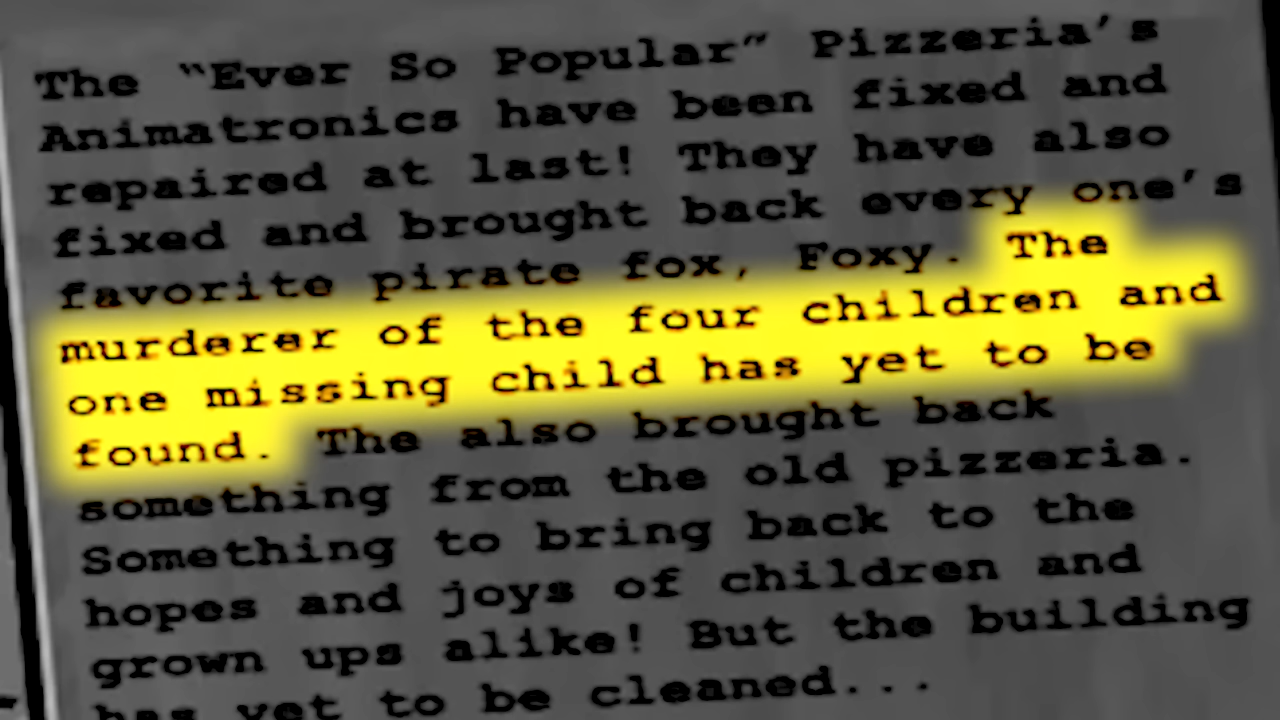 The “Ever So Popular” Pizzeria’s
Animatronics have been fixed and
repaired at last! They have also
fixed and brought back every one’s
favorite pirate fox, Foxy. The
murderer of the four children and
one missing child has yet to be
found. The also brought back
something from the old pizzeria.
Something to bring back to the
hopes and joys of children and
grown ups alike! But the building
has yet to be cleaned...